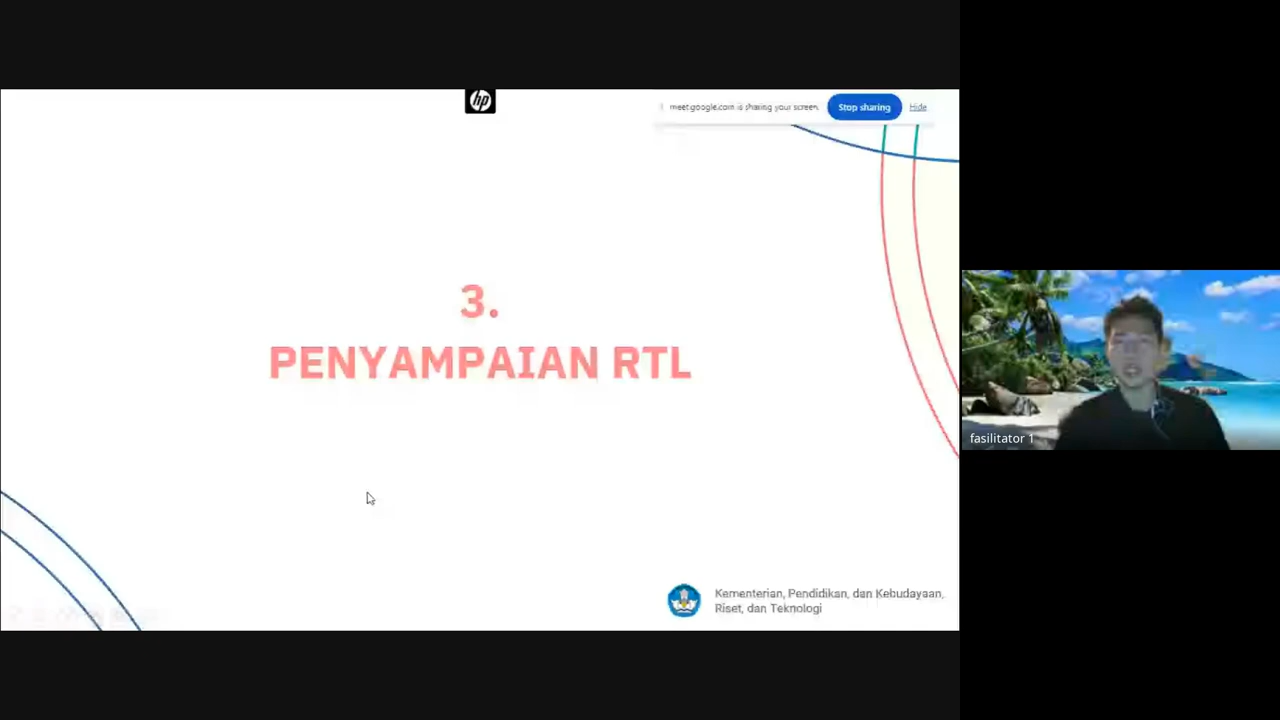 hp
meet.google.com is sharing your screen.
Stop sharing
Hide
3.
PENYAMPAIAN RTL
fasilitator 1
Kementerian, Pendidikan, dan Kebudayaan,
Riset, dan Teknologi